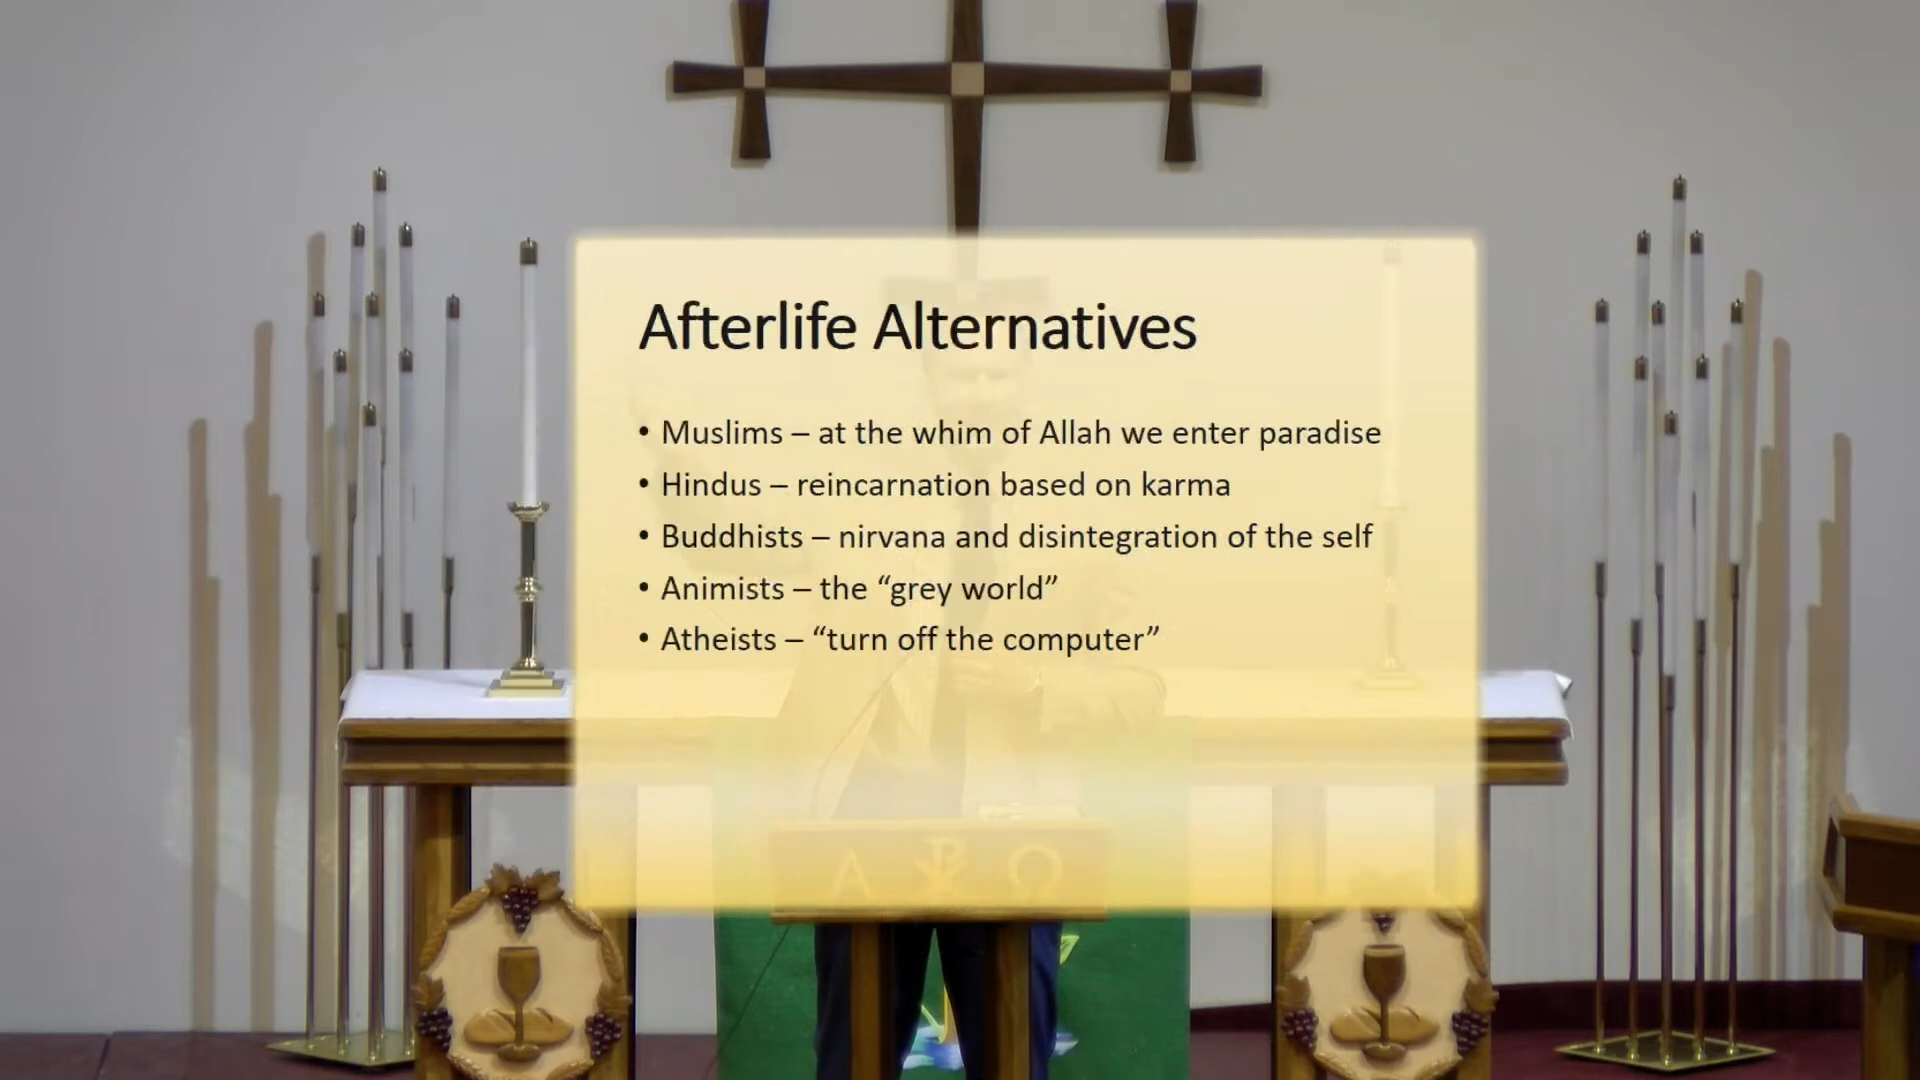 Afterlife Alternatives
• Muslims – at the whim of Allah we enter paradise
• Hindus – reincarnation based on karma
• Buddhists – nirvana and disintegration of the self
• Animists – the “grey world”
• Atheists – “turn off the computer”
Α ☧ Ω